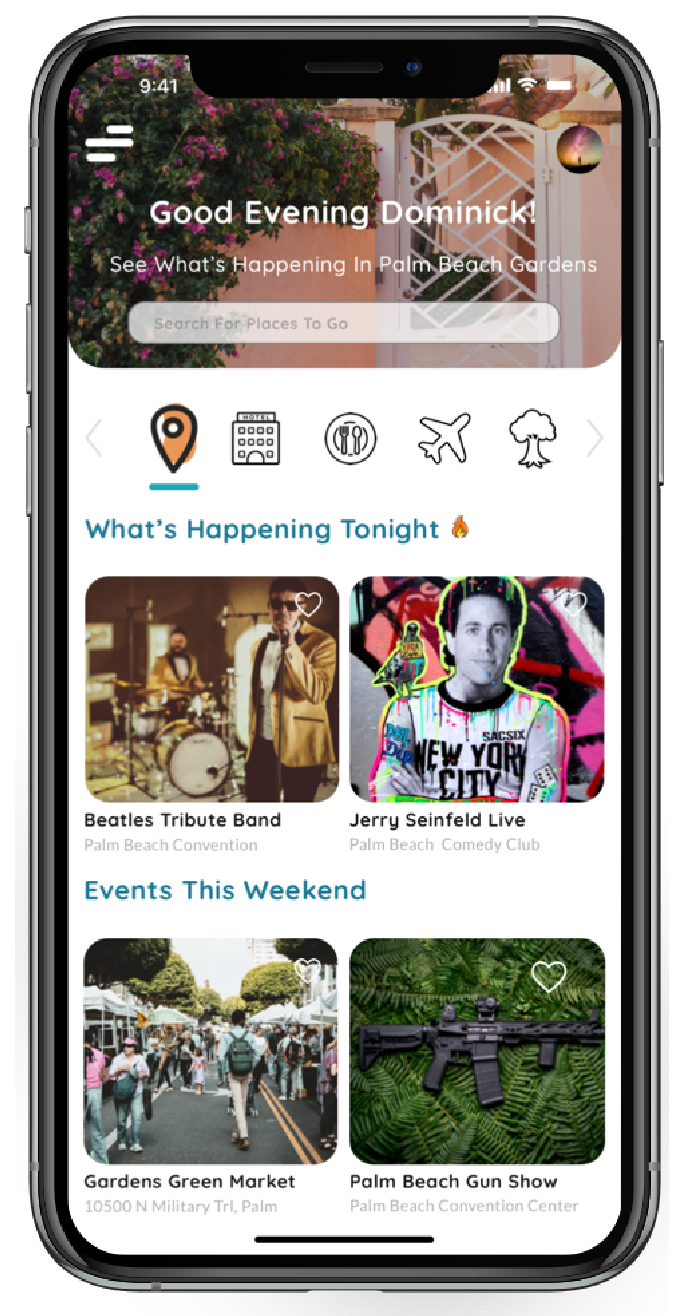 9:41
Good Evening Dominick!
See What's Happening In Palm Beach Gardens
Search For Places To Go
HOTEL
What's Happening Tonight 🔥
SACSIX
NEW YORK
CITY
Beatles Tribute Band
Jerry Seinfeld Live
Palm Beach Convention
Palm Beach Comedy Club
Events This Weekend
Gardens Green Market
Palm Beach Gun Show
10500 N Military Trl, Palm
Palm Beach Convention Center